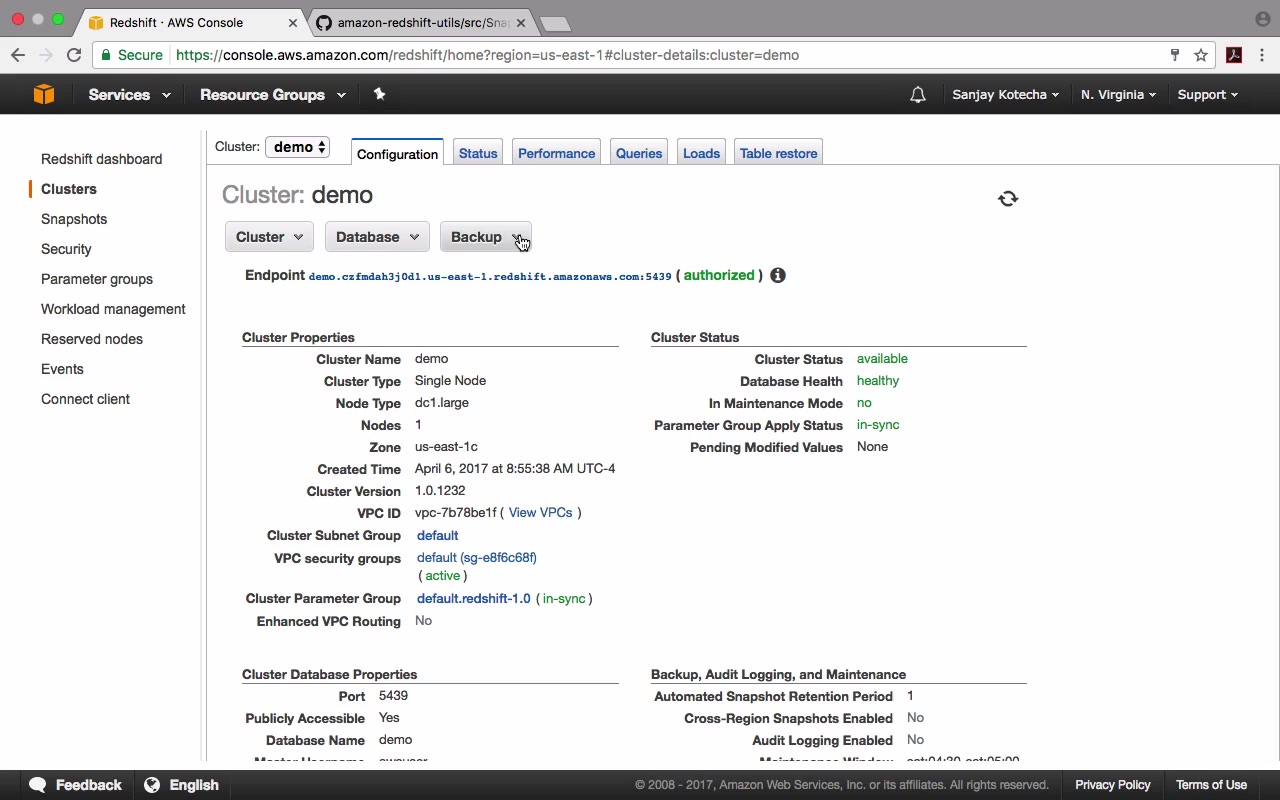 Redshift · AWS Console
amazon-redshift-utils/src/Sna
Secure
https://console.aws.amazon.com/redshift/home?region=us-east-1#cluster-details:cluster=demo
Services
Resource Groups
Sanjay Kotecha
N. Virginia
Support
Redshift dashboard
Clusters
Snapshots
Security
Parameter groups
Workload management
Reserved nodes
Events
Connect client
Cluster: demo
Configuration
Status
Performance
Queries
Loads
Table restore
Cluster: demo
Cluster
Database
Backup
Endpoint demo.czfmdah3j0d1.us-east-1.redshift.amazonaws.com:5439 ( authorized )
Cluster Properties
Cluster Name demo
Cluster Type Single Node
Node Type dc1.large
Nodes 1
Zone us-east-1c
Created Time April 6, 2017 at 8:55:38 AM UTC-4
Cluster Version 1.0.1232
VPC ID vpc-7b78be1f ( View VPCs )
Cluster Subnet Group default
VPC security groups default (sg-e8f6c68f)
( active )
Cluster Parameter Group default.redshift-1.0 ( in-sync )
Enhanced VPC Routing No
Cluster Status
Cluster Status available
Database Health healthy
In Maintenance Mode no
Parameter Group Apply Status in-sync
Pending Modified Values None
Cluster Database Properties
Port 5439
Publicly Accessible Yes
Database Name demo
Backup, Audit Logging, and Maintenance
Automated Snapshot Retention Period 1
Cross-Region Snapshots Enabled No
Audit Logging Enabled No
Feedback
English
© 2008 - 2017, Amazon Web Services, Inc. or its affiliates. All rights reserved.
Privacy Policy
Terms of Use